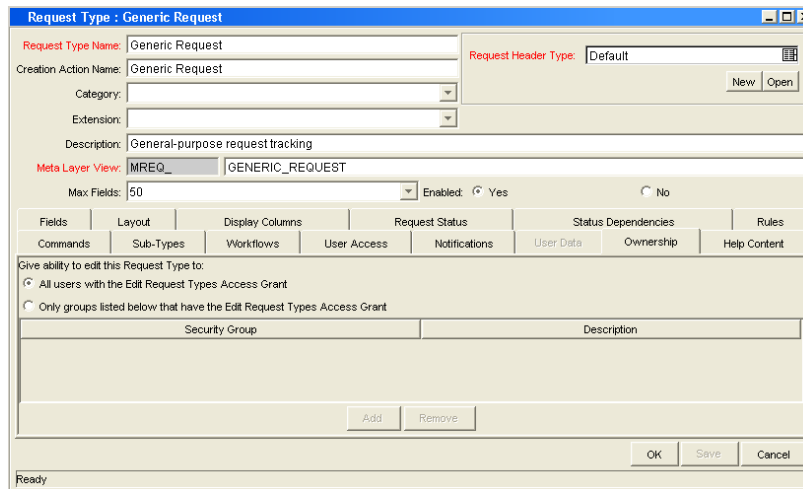 Request Type : Generic Request
Request Type Name: Generic Request
Request Header Type: Default
Creation Action Name: Generic Request
New Open
Category:
Extension:
Description: General-purpose request tracking
Meta Layer View: MREQ_ GENERIC_REQUEST
Max Fields: 50 Enabled: Yes No
Fields Layout Display Columns Request Status Status Dependencies Rules
Commands Sub-Types Workflows User Access Notifications User Data Ownership Help Content
Give ability to edit this Request Type to:
All users with the Edit Request Types Access Grant
Only groups listed below that have the Edit Request Types Access Grant
Security Group Description
Add Remove
OK Save Cancel
Ready